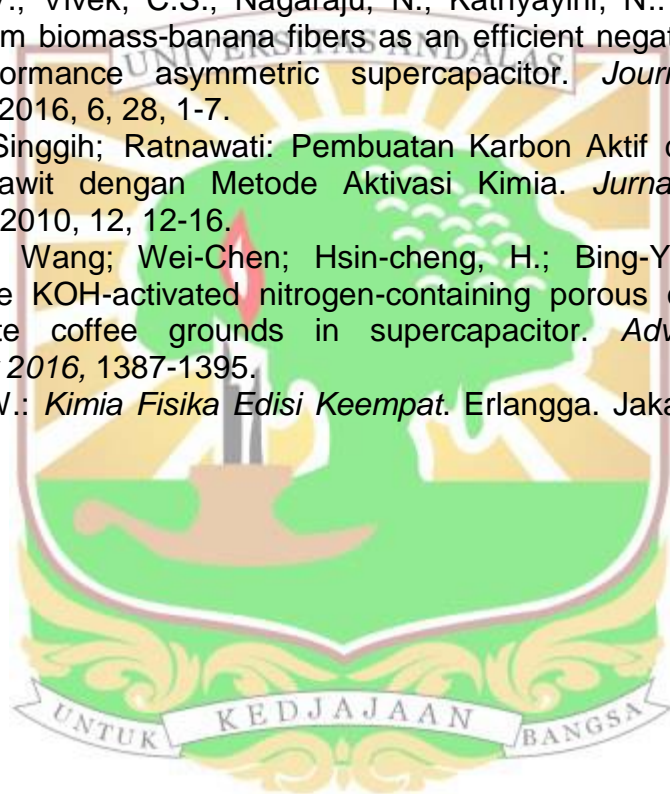 Vivek, C.S., Nagaraju, N., Kathyayini, N..
m biomass-banana fibers as an efficient negat
ormance asymmetric supercapacitor. Journ
2016, 6, 28, 1-7.
Singgih; Ratnawati: Pembuatan Karbon Aktif
awit dengan Metode Aktivasi Kimia. Jurna
2010, 12, 12-16.
Wang; Wei-Chen; Hsin-cheng, H.; Bing-Y
e KOH-activated nitrogen-containing porous
te coffee grounds in supercapacitor. Adv
2016, 1387-1395.
W.: Kimia Fisika Edisi Keempat. Erlangga. Jaka
UNIVERSITAS ANDALAS
UNTUK KEDJAJAAN BANGSA